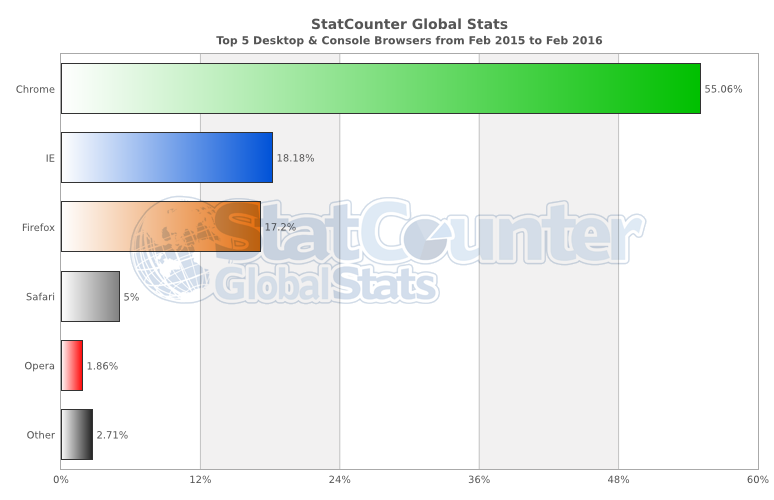 StatCounter Global Stats
Top 5 Desktop & Console Browsers from Feb 2015 to Feb 2016
Chrome 55.06%
IE 18.18%
Firefox 17.2%
StatCounter
GlobalStats
Safari 5%
Opera 1.86%
Other 2.71%
0% 12% 24% 36% 48% 60%